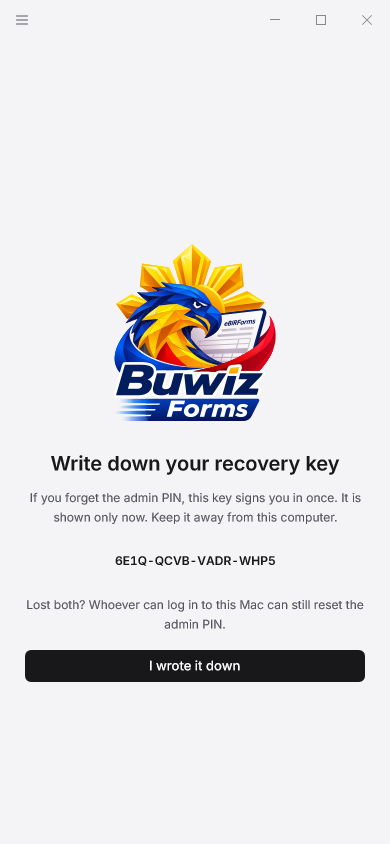 eBIRForms
Buwiz
Forms
Write down your recovery key
If you forget the admin PIN, this key signs you in once. It is
shown only now. Keep it away from this computer.
6E1Q-QCVB-VADR-WHP5
Lost both? Whoever can log in to this Mac can still reset the
admin PIN.
I wrote it down